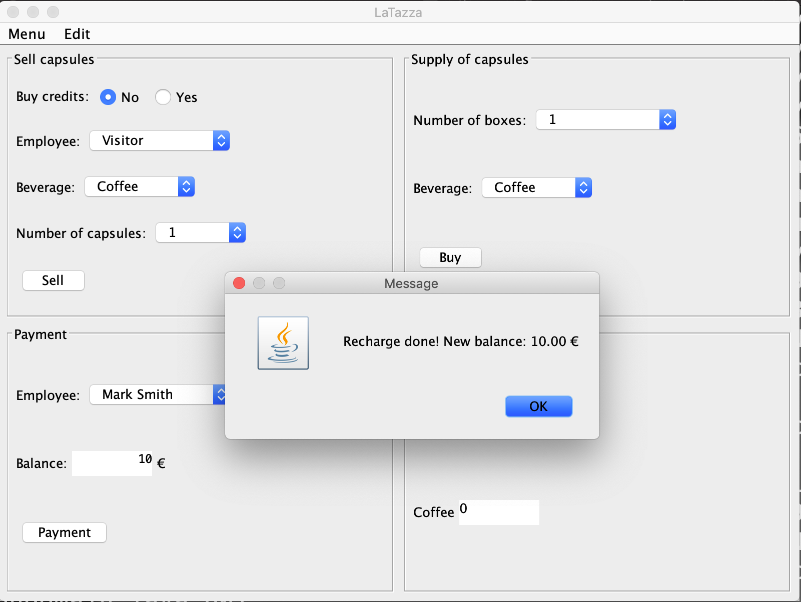 LaTazza
Menu Edit
Sell capsules
Buy credits: No Yes
Employee: Visitor
Beverage: Coffee
Number of capsules: 1
Sell
Supply of capsules
Number of boxes: 1
Beverage: Coffee
Buy
Message
Recharge done! New balance: 10.00 €
OK
Payment
Employee: Mark Smith
Balance: 10 €
Payment
Coffee 0